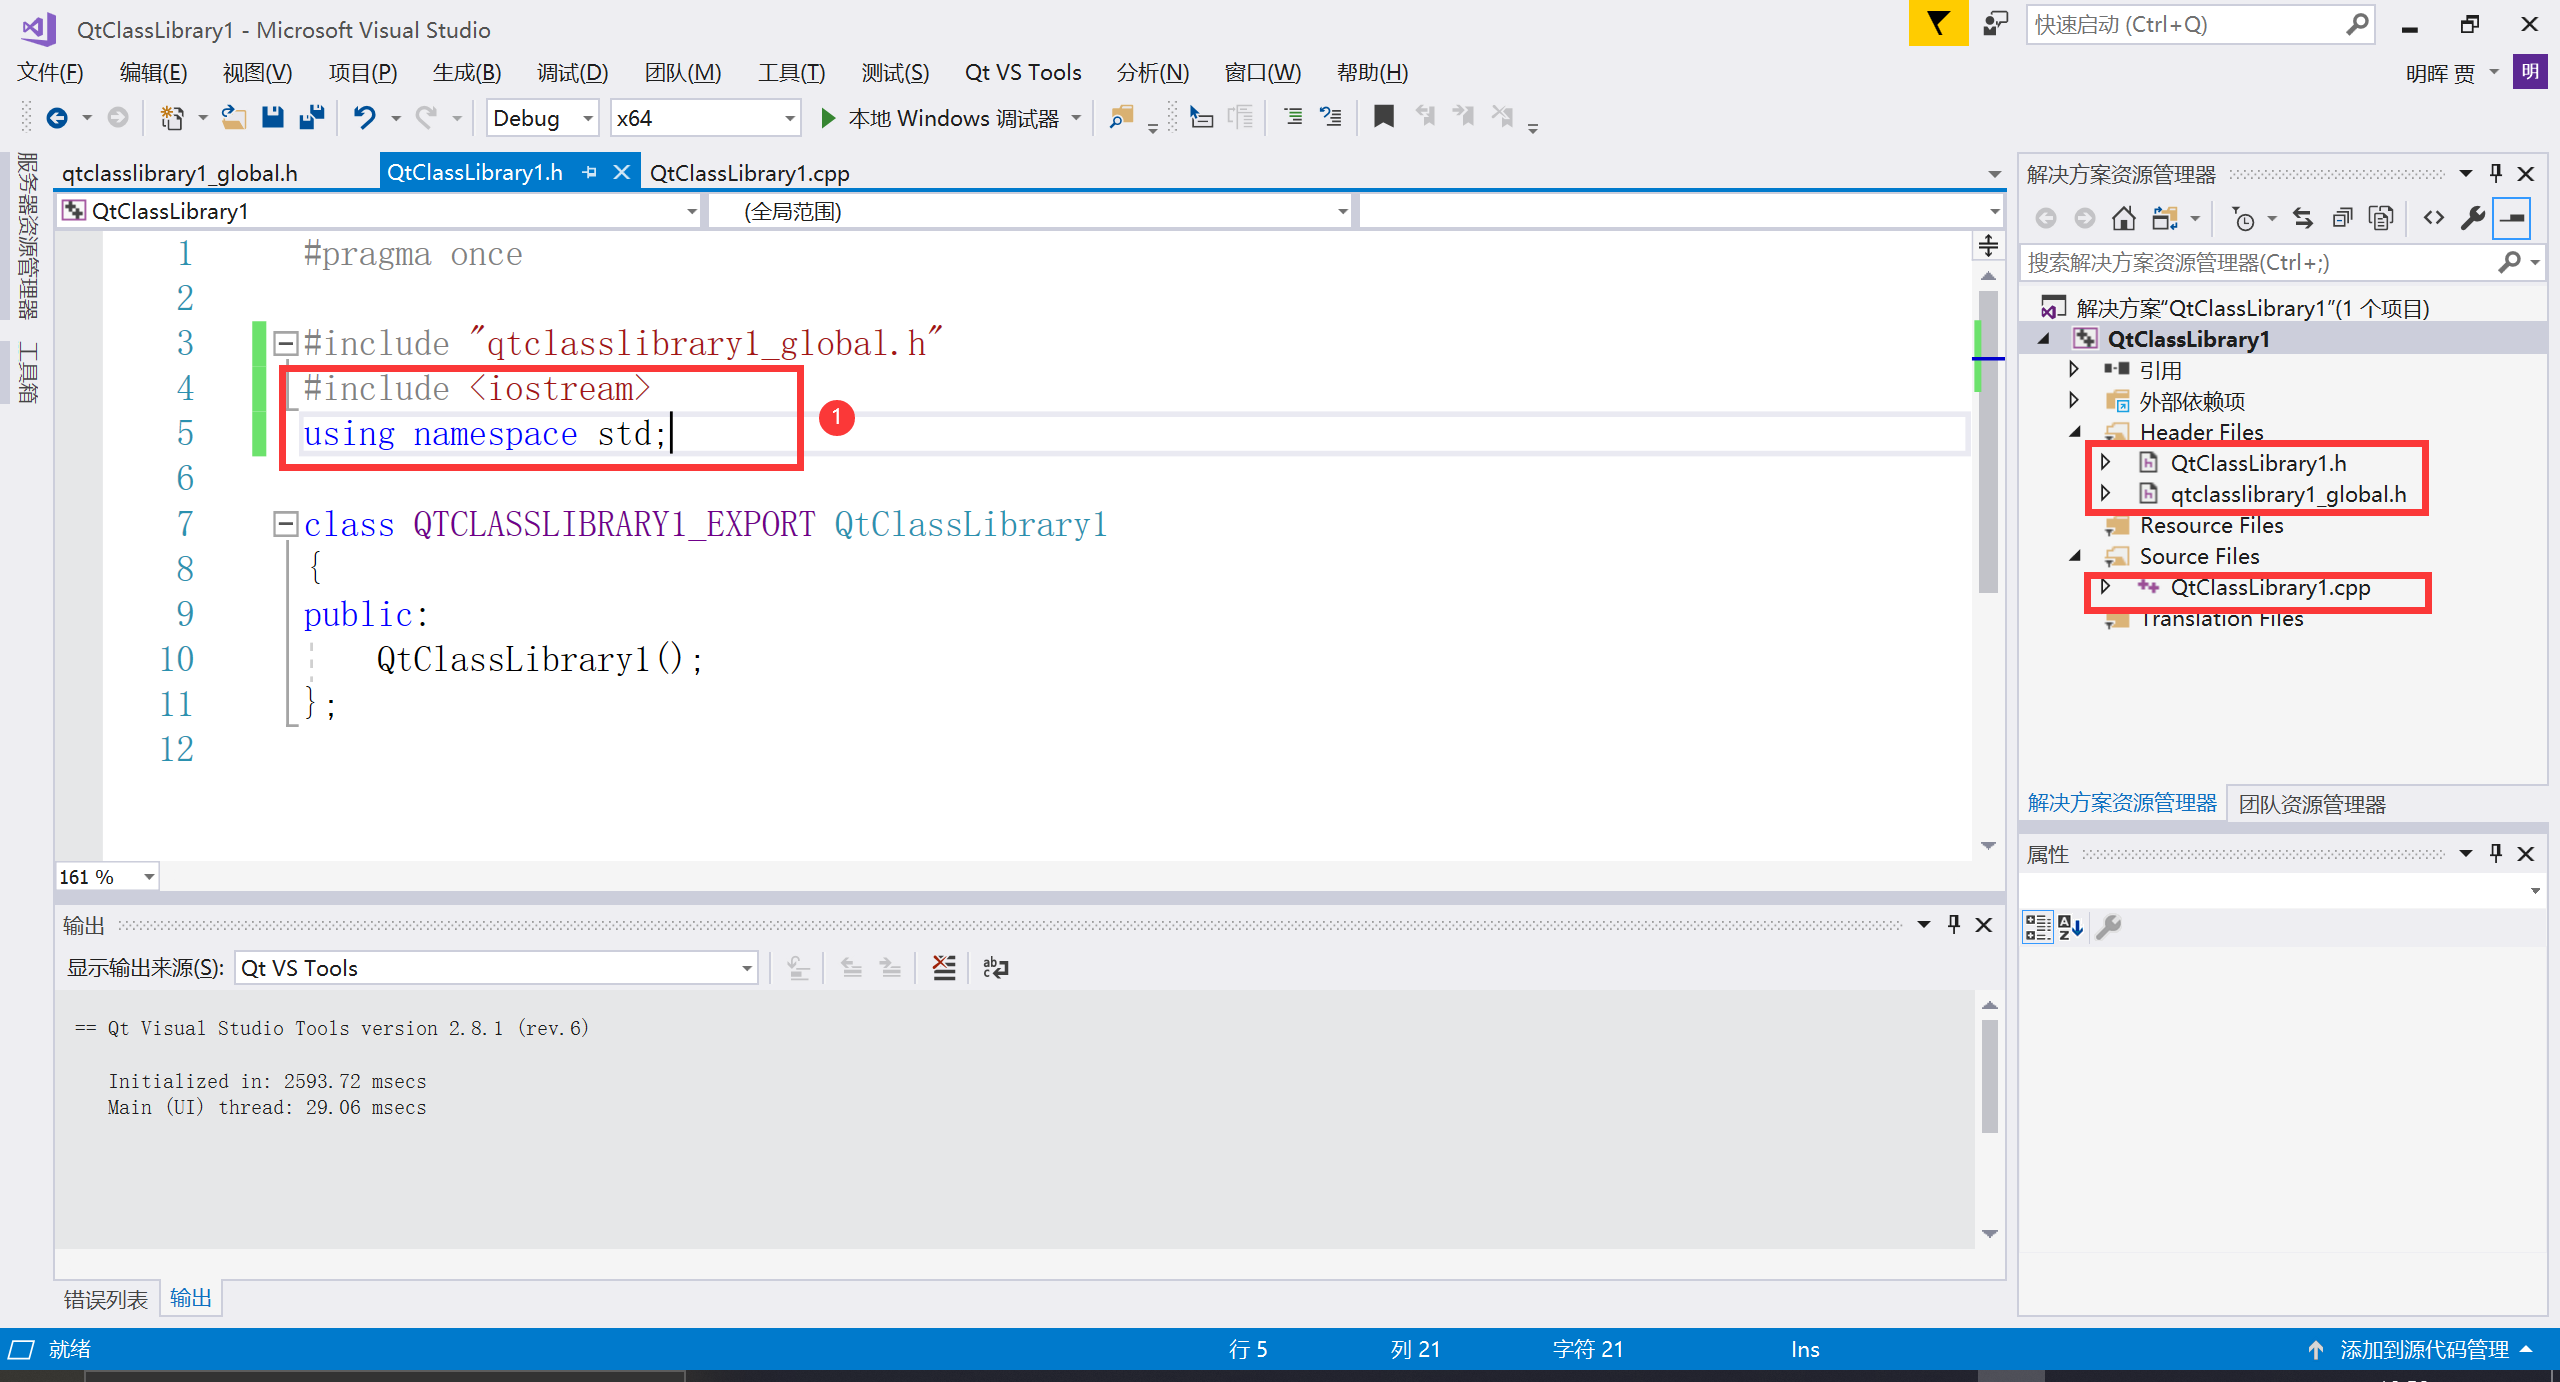 QtClassLibrary1 - Microsoft Visual Studio
快速启动 (Ctrl+Q)
文件(F) 编辑(E) 视图(V) 项目(P) 生成(B) 调试(D) 团队(M) 工具(T) 测试(S) Qt VS Tools 分析(N) 窗口(W) 帮助(H)
明晖 贾 明
Debug x64 本地 Windows 调试器
服务器资源管理器
工具箱
qtclasslibrary1_global.h QtClassLibrary1.h QtClassLibrary1.cpp
QtClassLibrary1 (全局范围)
1 #pragma once
2
3 #include "qtclasslibrary1_global.h"
4 #include <iostream>
5 using namespace std;
1
6
7 class QTCLASSLIBRARY1_EXPORT QtClassLibrary1
8 {
9 public:
10 QtClassLibrary1();
11 };
12
161 %
输出
显示输出来源(S): Qt VS Tools
== Qt Visual Studio Tools version 2.8.1 (rev.6)
Initialized in: 2593.72 msecs
Main (UI) thread: 29.06 msecs
错误列表 输出
解决方案资源管理器
搜索解决方案资源管理器(Ctrl+;)
解决方案“QtClassLibrary1”(1 个项目)
QtClassLibrary1
引用
外部依赖项
Header Files
QtClassLibrary1.h
qtclasslibrary1_global.h
Resource Files
Source Files
QtClassLibrary1.cpp
Translation Files
解决方案资源管理器 团队资源管理器
属性
就绪 行 5 列 21 字符 21 Ins 添加到源代码管理